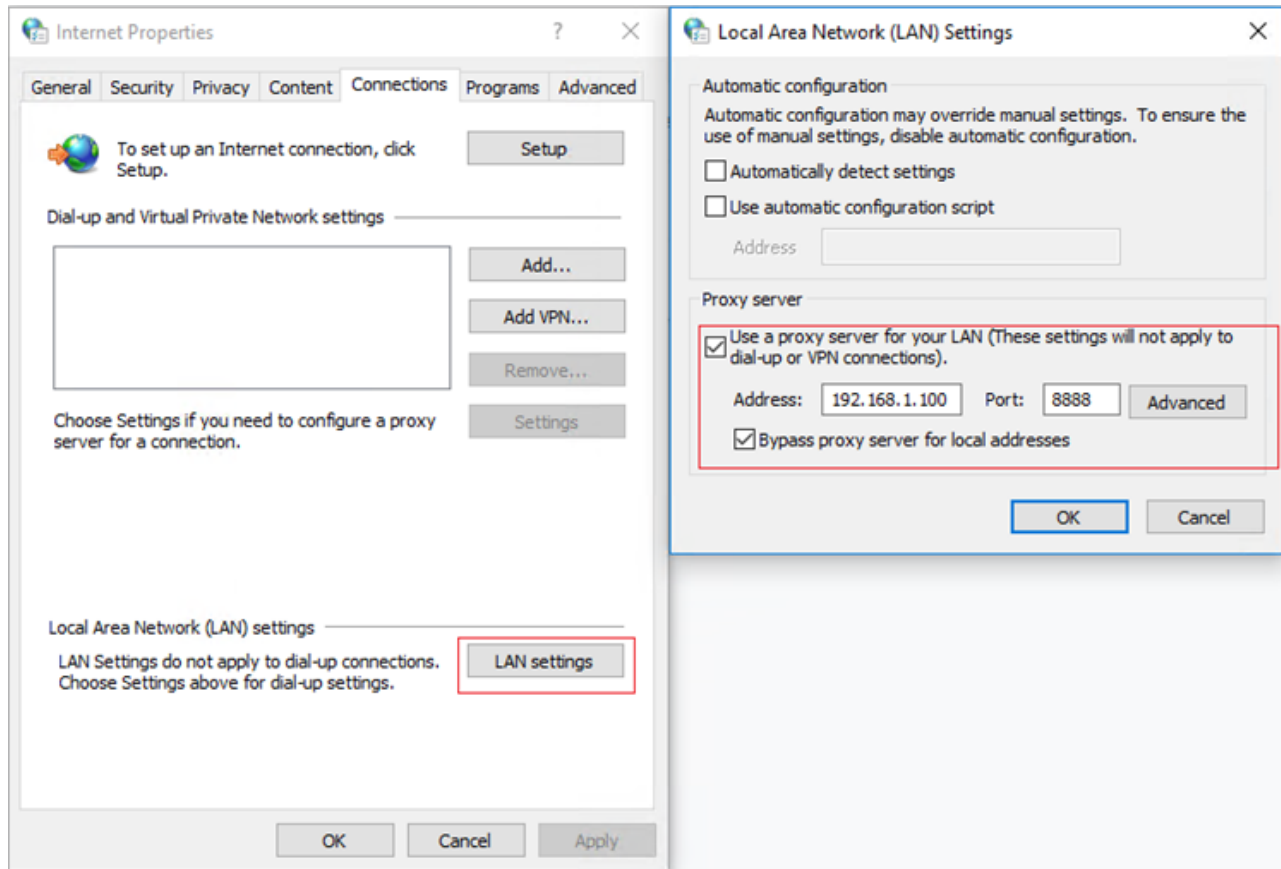 Internet Properties
?
General Security Privacy Content Connections Programs Advanced
To set up an Internet connection, click
Setup.
Setup
Dial-up and Virtual Private Network settings
Add...
Add VPN...
Remove...
Choose Settings if you need to configure a proxy
server for a connection.
Settings
Local Area Network (LAN) settings
LAN Settings do not apply to dial-up connections.
Choose Settings above for dial-up settings.
LAN settings
OK Cancel Apply
Local Area Network (LAN) Settings
Automatic configuration
Automatic configuration may override manual settings. To ensure the
use of manual settings, disable automatic configuration.
Automatically detect settings
Use automatic configuration script
Address
Proxy server
Use a proxy server for your LAN (These settings will not apply to
dial-up or VPN connections).
Address: 192.168.1.100 Port: 8888 Advanced
Bypass proxy server for local addresses
OK Cancel